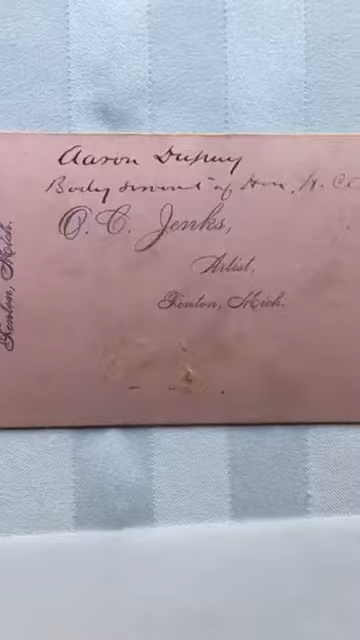 Aaron Dupuy
Body servant of Hon. H.
O. C. Jenks,
Artist,
Fenton, Mich.
Fenton, Mich.